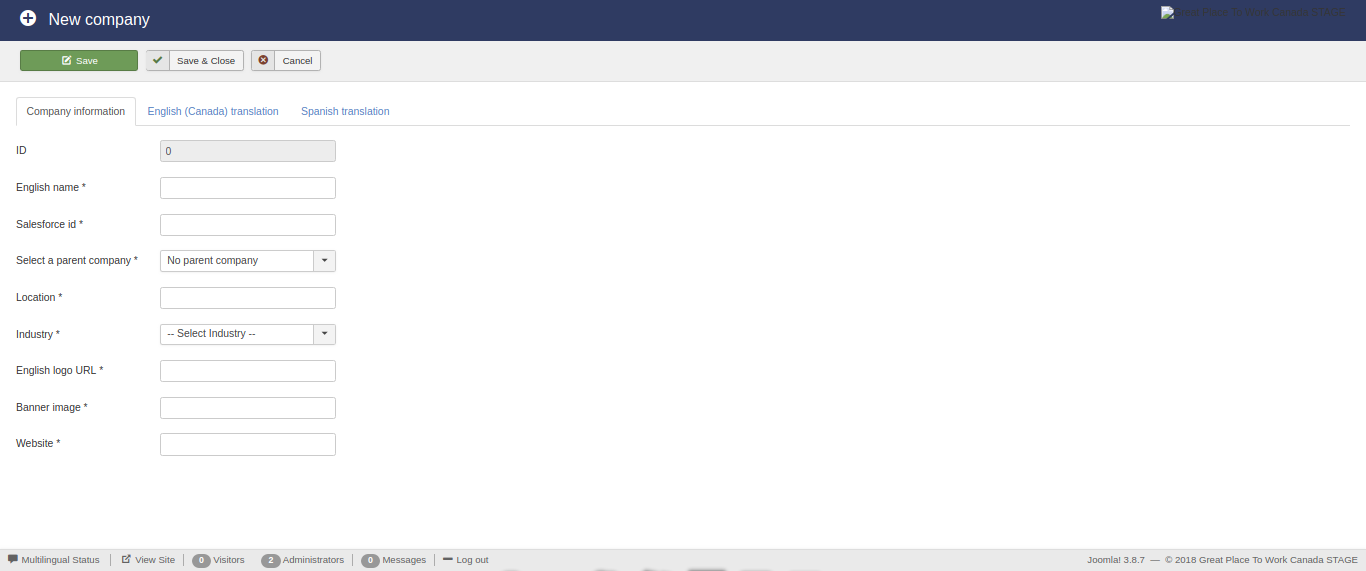 New company
Great Place To Work Canada STAGE
Save
Save & Close
Cancel
Company information
English (Canada) translation
Spanish translation
ID
0
English name *
Salesforce id *
Select a parent company *
No parent company
Location *
Industry *
-- Select Industry --
English logo URL *
Banner image *
Website *
Multilingual Status
View Site
0 Visitors
2 Administrators
0 Messages
Log out
Joomla! 3.8.7 — © 2018 Great Place To Work Canada STAGE